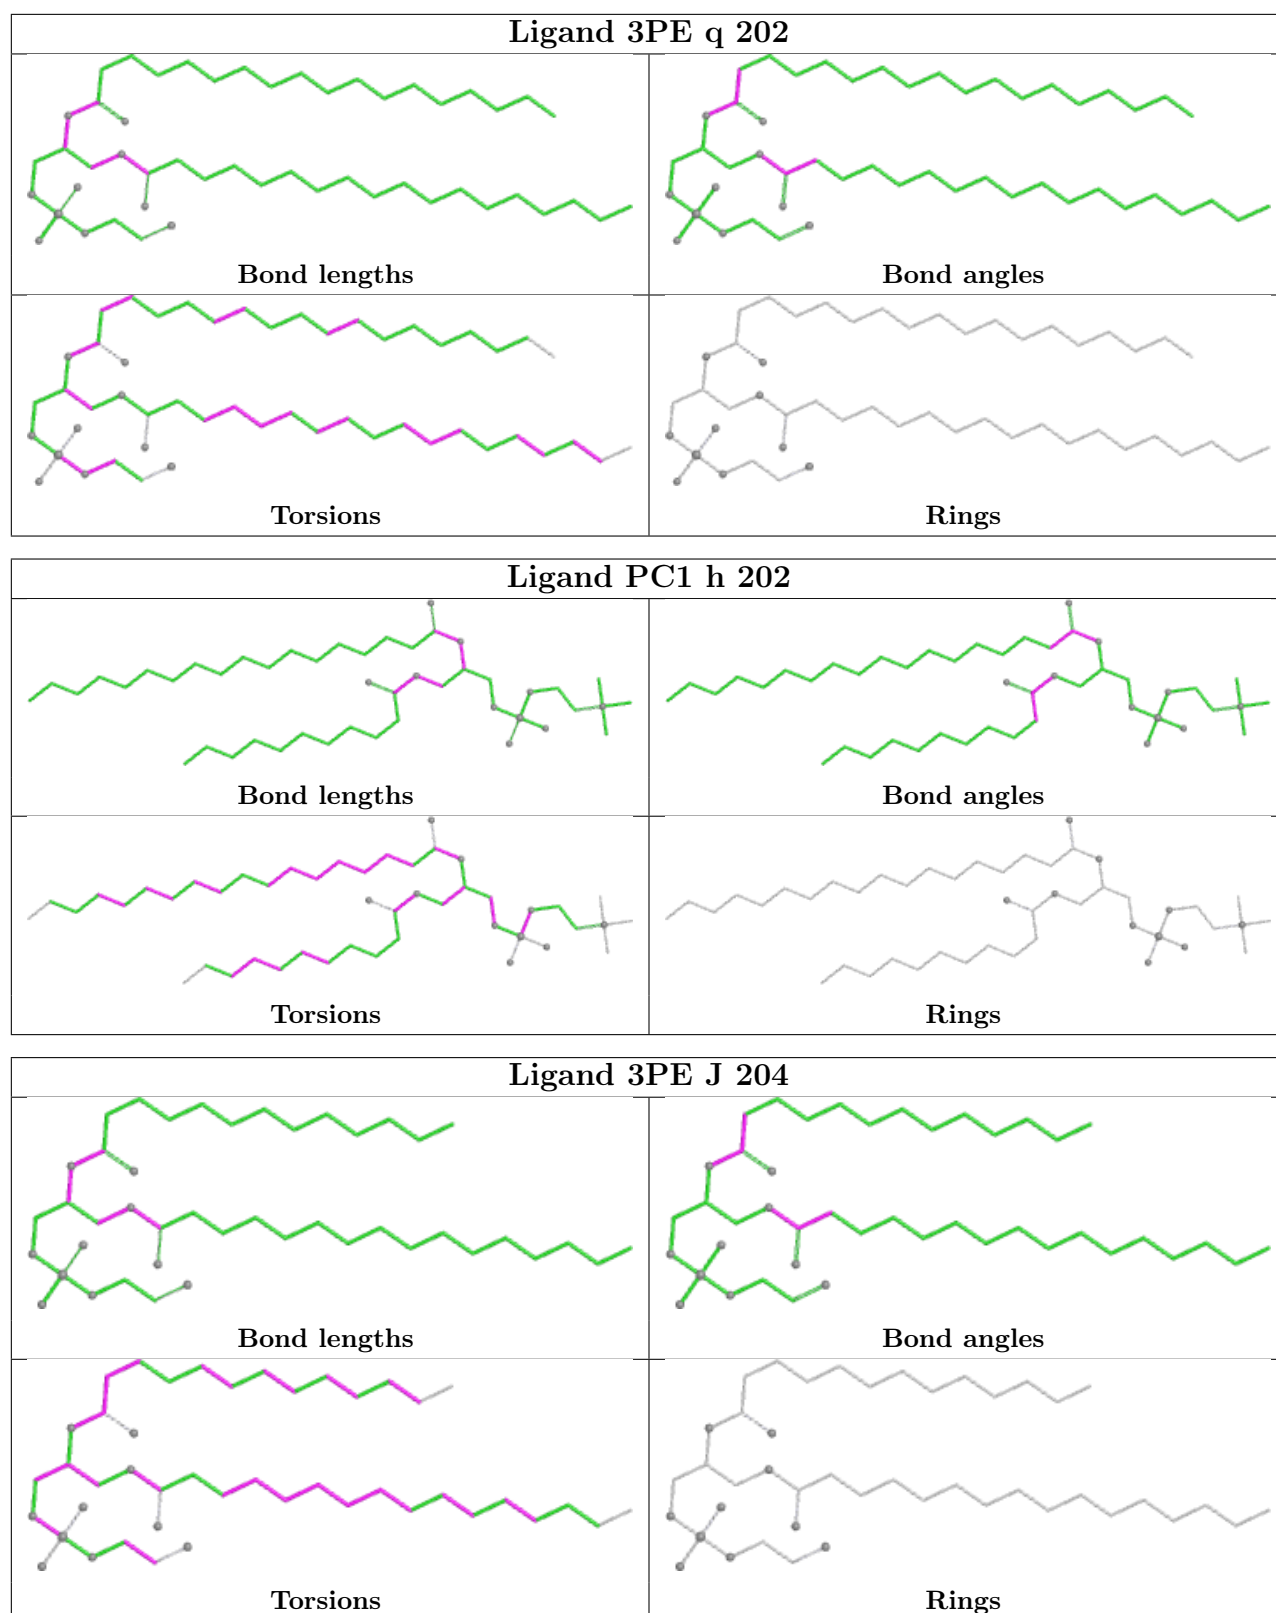 Ligand 3PE q 202
Bond lengths
Bond angles
Torsions
Rings
Ligand PC1 h 202
Bond lengths
Bond angles
Torsions
Rings
Ligand 3PE J 204
Bond lengths
Bond angles
Torsions
Rings